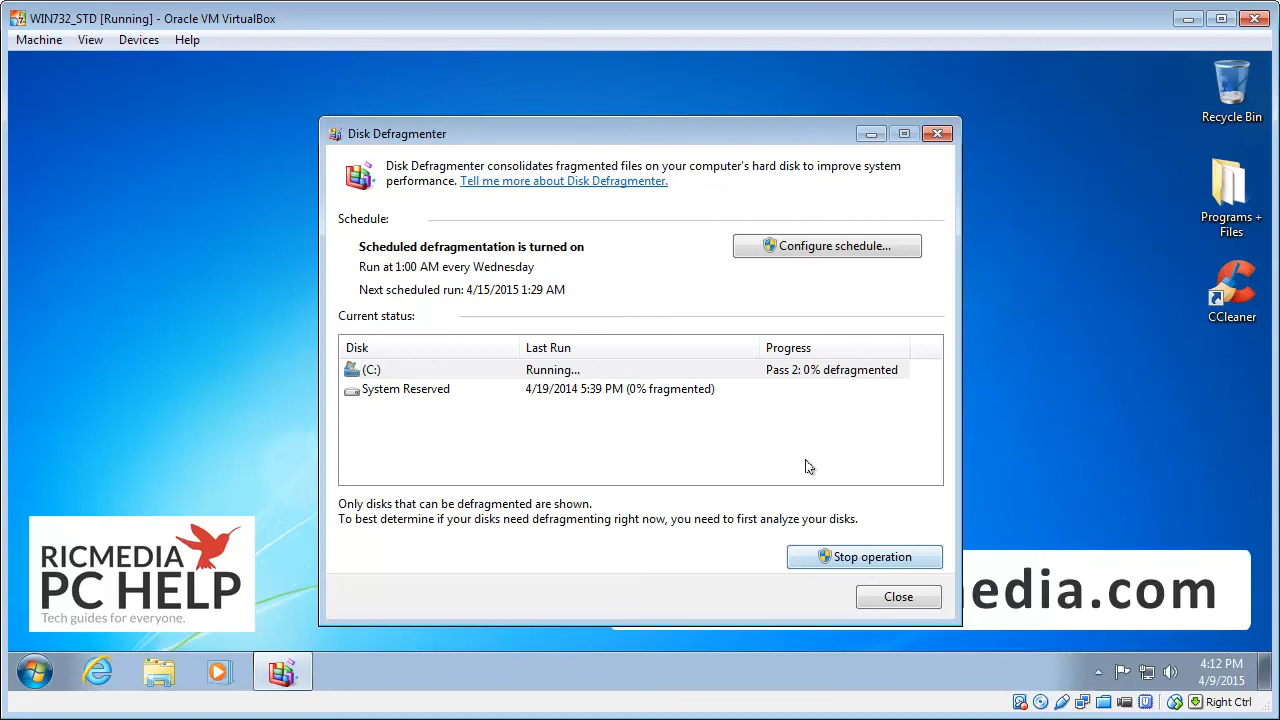 WIN732_STD [Running] - Oracle VM VirtualBox
Machine View Devices Help
Recycle Bin
Programs +
Files
CCleaner
Disk Defragmenter
Disk Defragmenter consolidates fragmented files on your computer's hard disk to improve system
performance. Tell me more about Disk Defragmenter.
Schedule:
Scheduled defragmentation is turned on
Configure schedule...
Run at 1:00 AM every Wednesday
Next scheduled run: 4/15/2015 1:29 AM
Current status:
Disk Last Run Progress
(C:) Running... Pass 2: 0% defragmented
System Reserved 4/19/2014 5:39 PM (0% fragmented)
Only disks that can be defragmented are shown.
To best determine if your disks need defragmenting right now, you need to first analyze your disks.
Stop operation
Close
RICMEDIA
PC HELP
Tech guides for everyone.
media.com
4:12 PM
4/9/2015
Right Ctrl